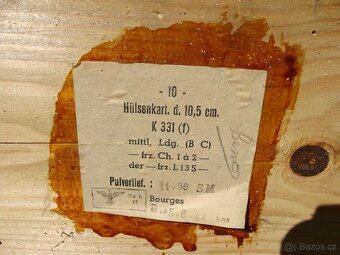 - 10 -
Hülsenkart. d. 10,5 cm.
K 331 (f)
mittl. Ldg. (B C)
— frz. Ch. 1 à 2 —
der — frz. L 13 S —
Pulverlief. : 11.38 SM
Bourges
© Bazos.cz